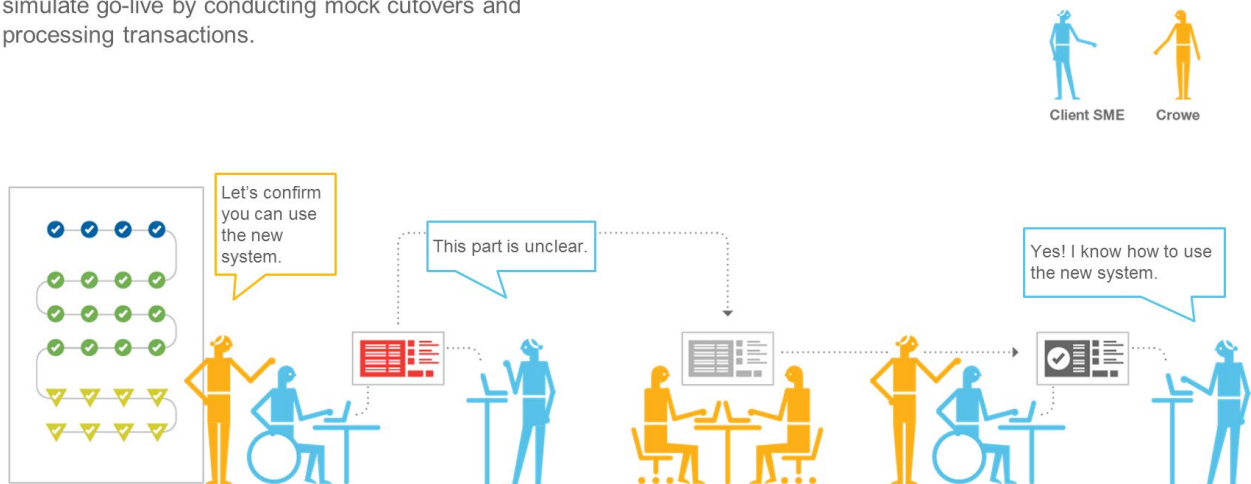 simulate go-live by conducting mock cutovers and
processing transactions.
Client SME
Crowe
Let's confirm
you can use
the new
system.
This part is unclear.
Yes! I know how to use
the new system.